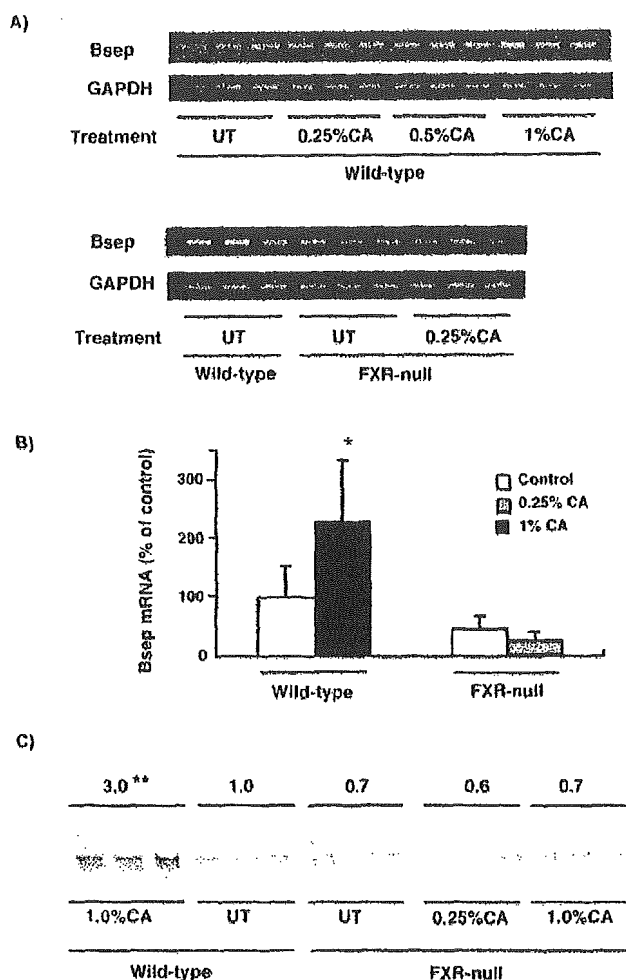 A)
Bsep
GAPDH
Treatment UT 0.25%CA 0.5%CA 1%CA
Wild-type
Bsep
GAPDH
Treatment UT UT 0.25%CA
Wild-type FXR-null
B)
Bsep mRNA (% of control)
300
200
100
0
*
Control
0.25% CA
1% CA
Wild-type FXR-null
C)
3.0 ** 1.0 0.7 0.6 0.7
1.0%CA UT UT 0.25%CA 1.0%CA
Wild-type FXR-null